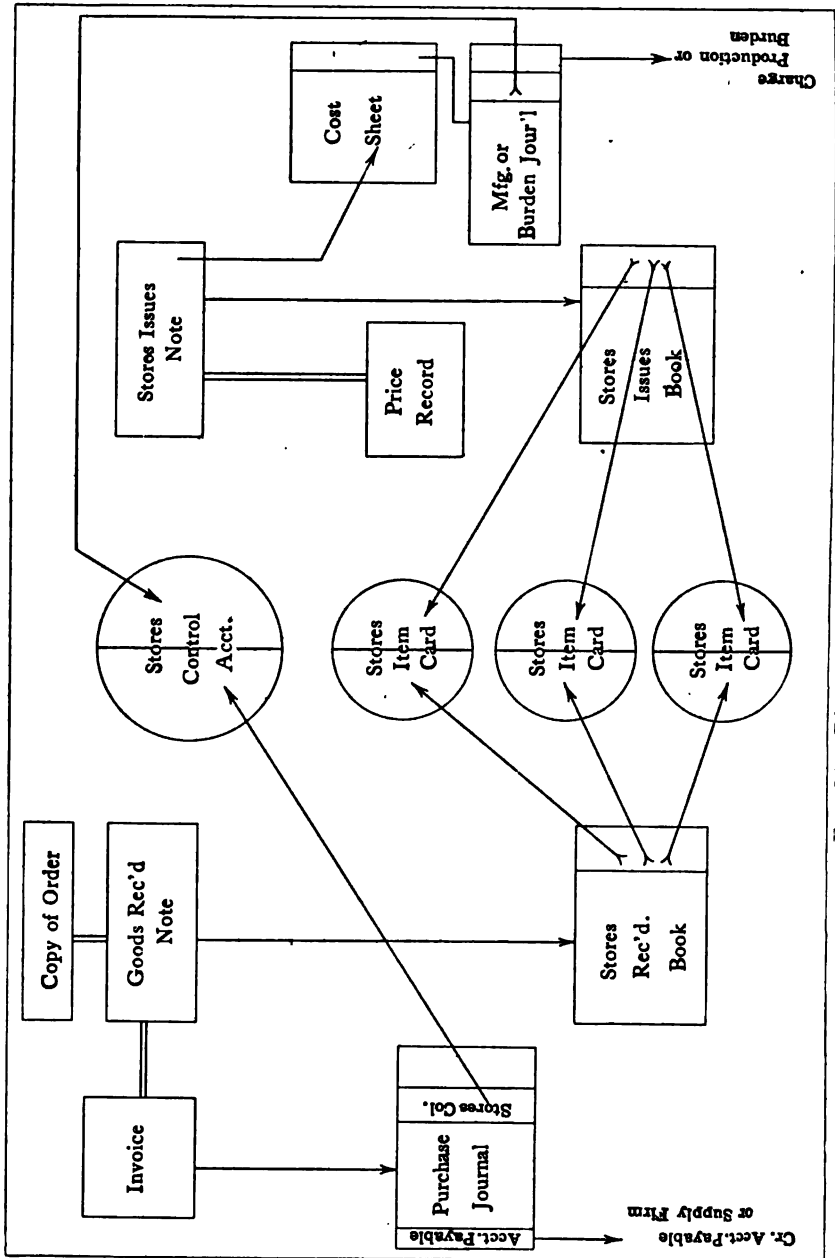 Copy of Order
Goods Rec'd
Note
Invoice
Acct.Payable
Purchase
Journal
Stores Col.
Cr. Acct.Payable
or Supply Firm
Stores
Rec'd.
Book
Stores
Control
Acct.
Stores
Item
Card
Stores
Item
Card
Stores
Item
Card
Stores Issues
Note
Price
Record
Stores
Issues
Book
Cost
Sheet
Mfg. or
Burden Jour'l
Charge
Production or
Burden